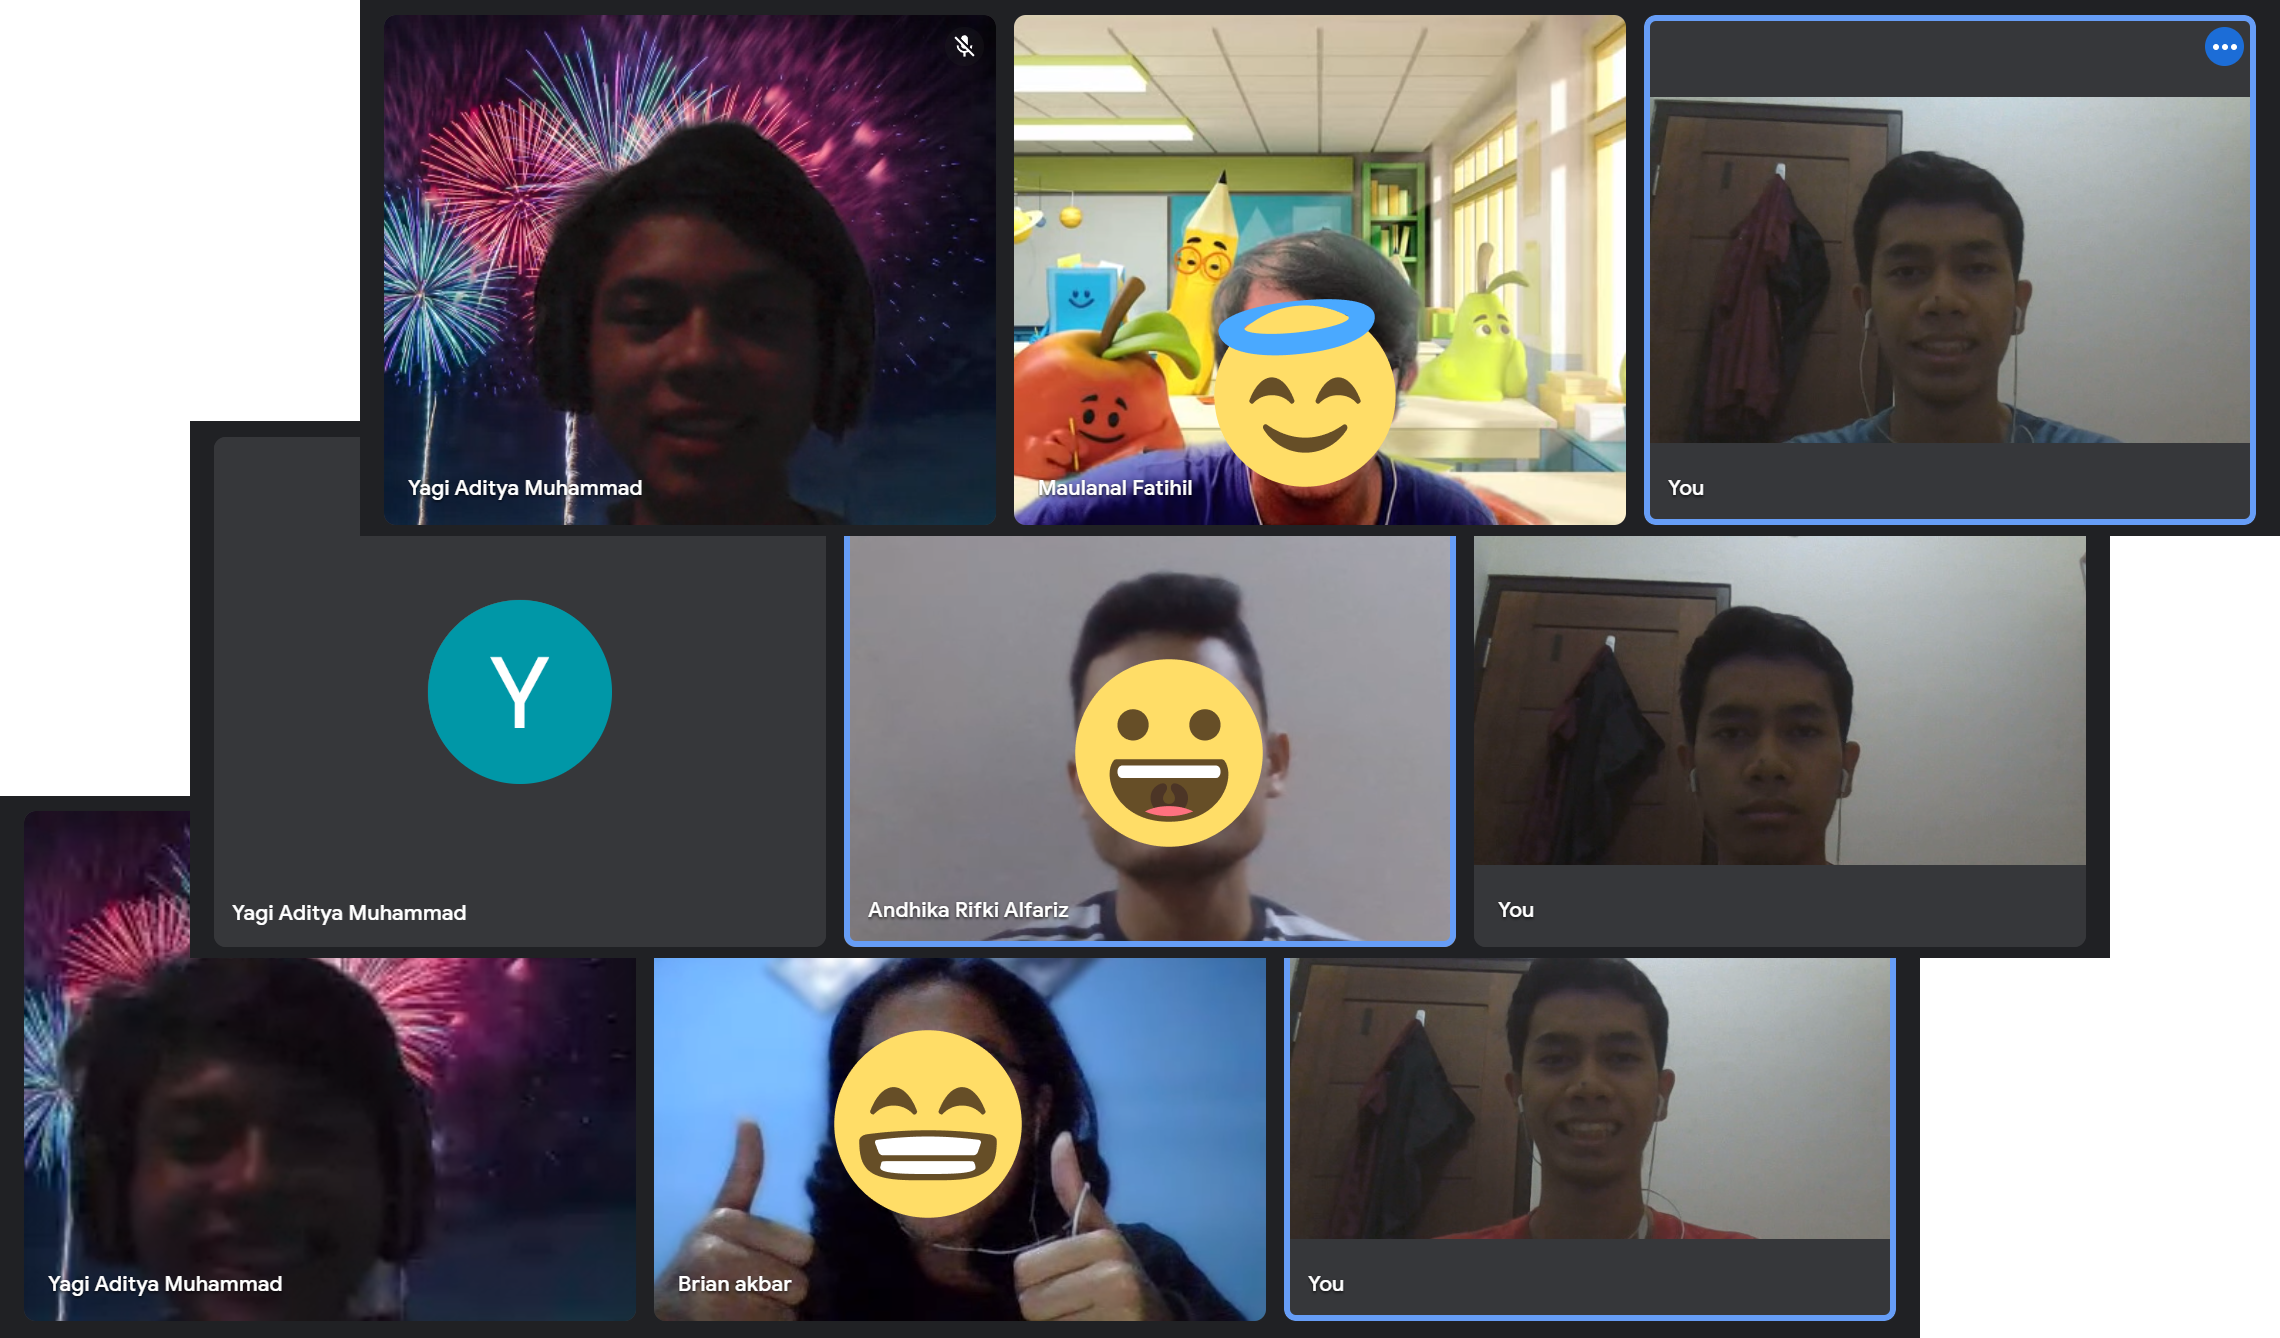 Yagi Aditya Muhammad
Maulanal Fatihil
You
Y
Yagi Aditya Muhammad
Andhika Rifki Alfariz
You
Yagi Aditya Muhammad
Brian akbar
You